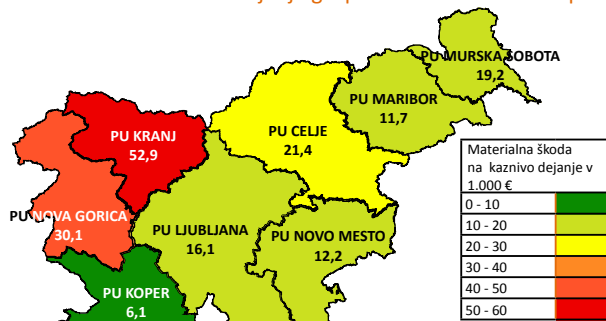 PU MURSKA SOBOTA
19,2
PU MARIBOR
11,7
PU CELJE
21,4
PU KRANJ
52,9
PU NOVA GORICA
30,1
PU LJUBLJANA
16,1
PU NOVO MESTO
12,2
PU KOPER
6,1
Materialna škoda
na kaznivo dejanje v
1.000 €
0 - 10
10 - 20
20 - 30
30 - 40
40 - 50
50 - 60